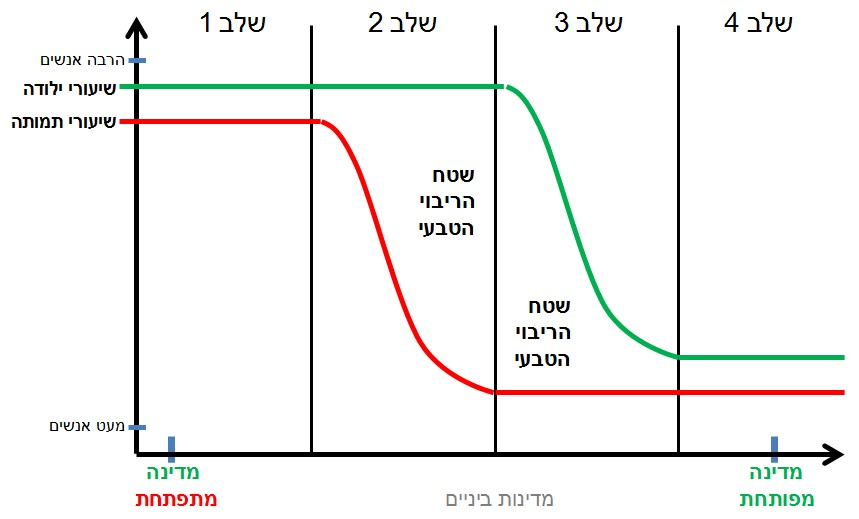 שלב 1
שלב 2
שלב 3
שלב 4
הרבה אנשים
שיעורי ילודה
שיעורי תמותה
שטח
הריבוי
הטבעי
שטח
הריבוי
הטבעי
מעט אנשים
מדינה
מתפתחת
מדינות ביניים
מדינה
מפותחת